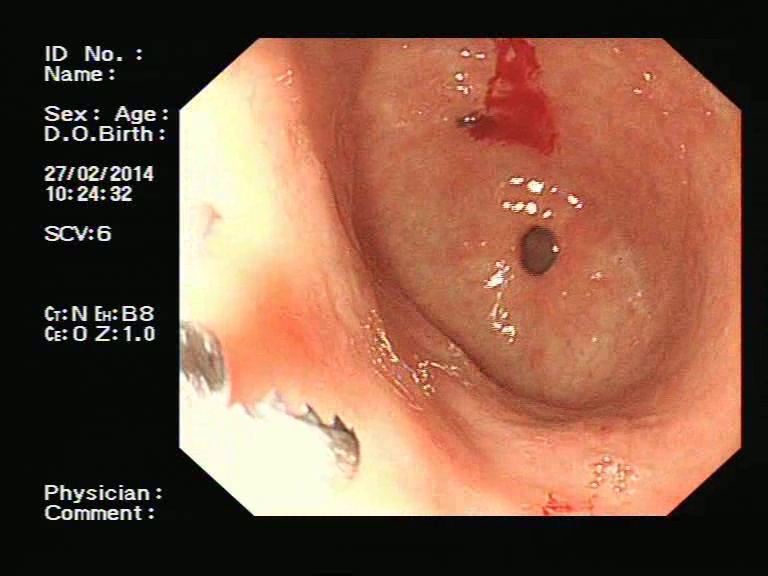 ID No. :
Name:
Sex: Age:
D.O.Birth:
27/02/2014
10:24:32
SCV:6
CT:N EH:B8
CE:0 Z:1.0
Physician:
Comment: